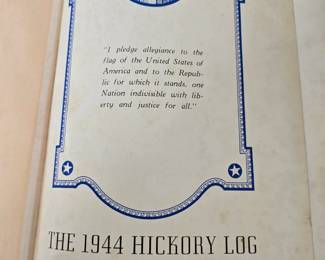 "I pledge allegiance to the
flag of the United States of
America and to the Repub-
lic for which it stands, one
Nation indivisible with lib-
erty and justice for all."
THE 1944 HICKORY LOG